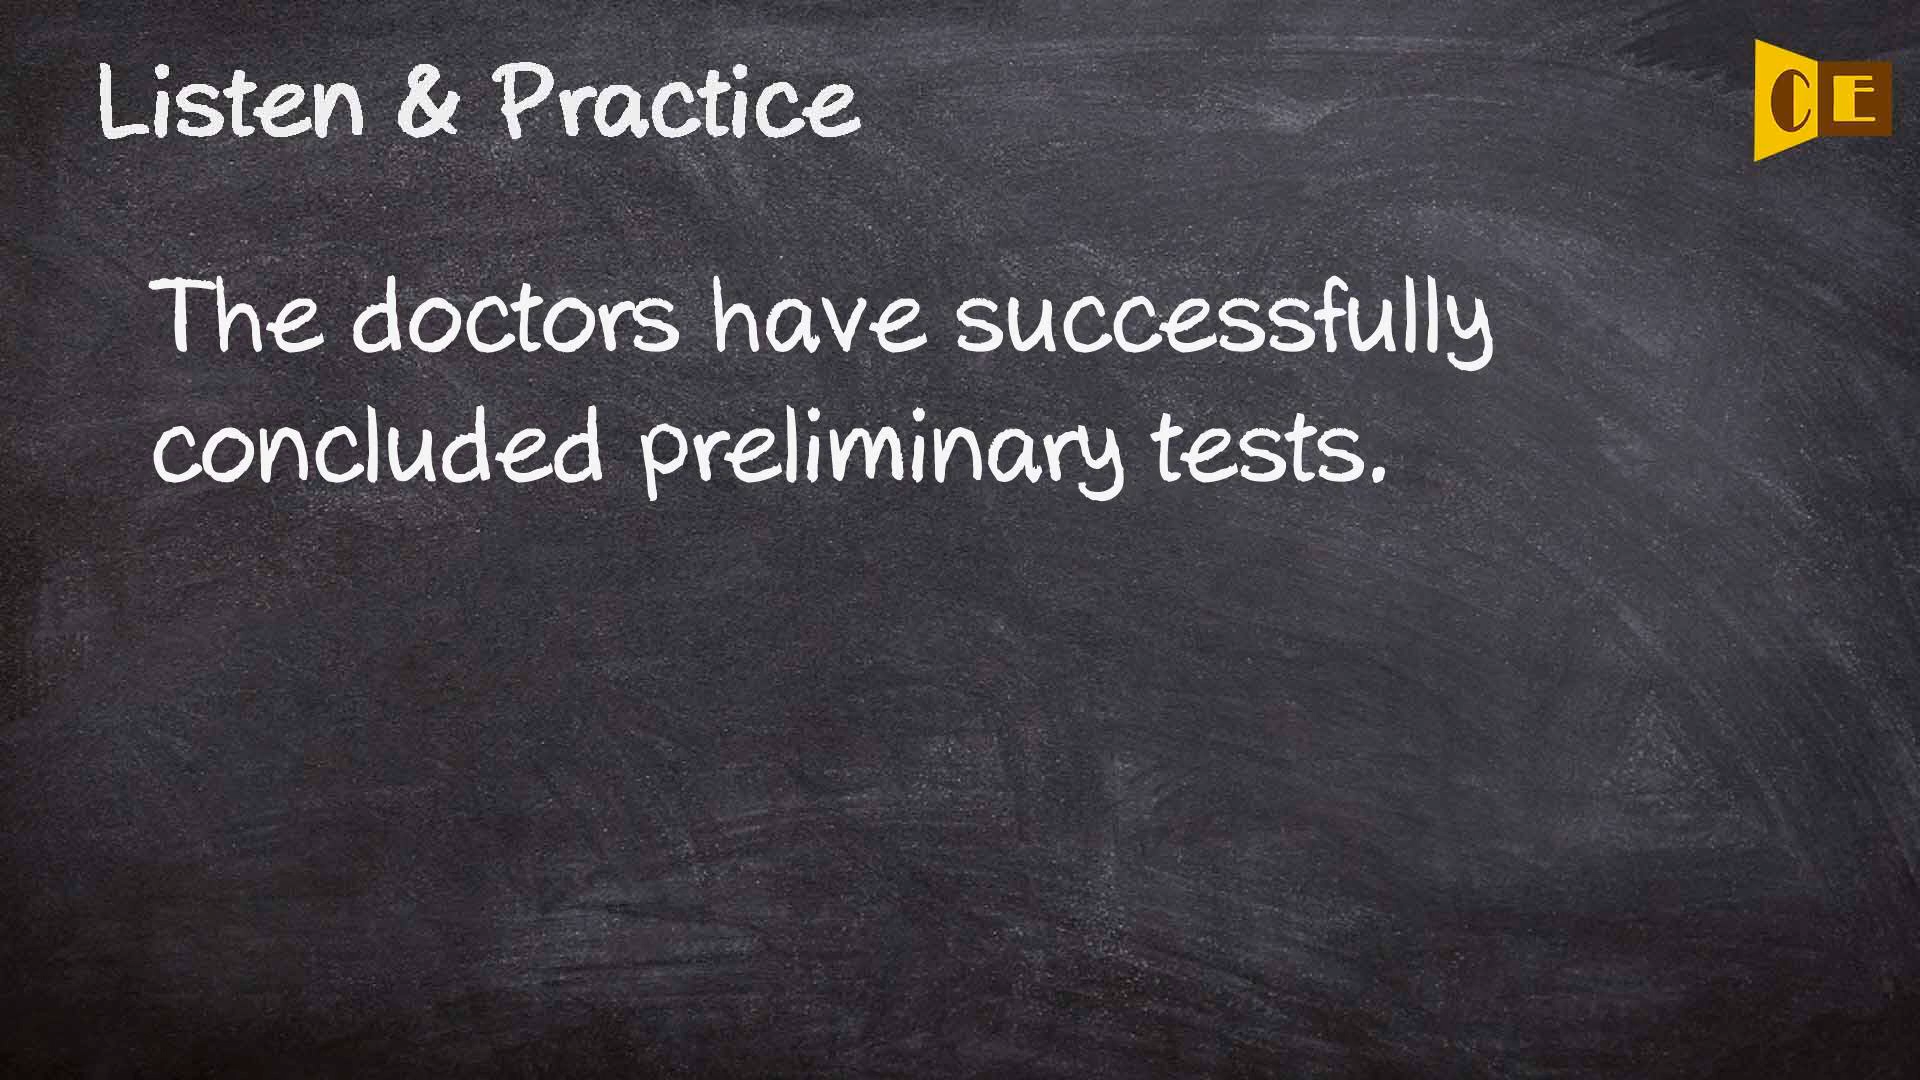 Listen & Practice
CE
The doctors have successfully
concluded preliminary tests.